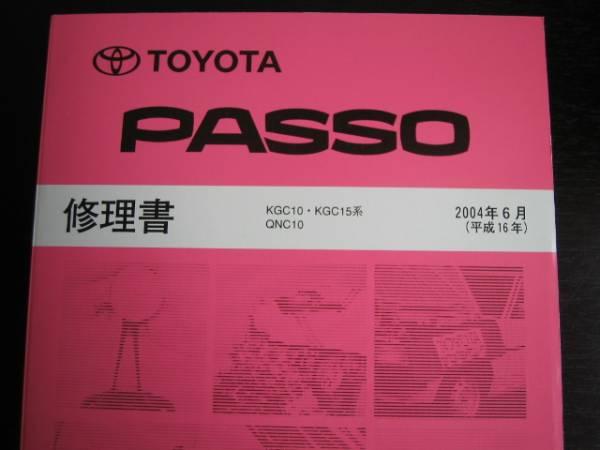 TOYOTA
PASSO
修理書
KGC10・KGC15系
QNC10
2004年6月
(平成16年)